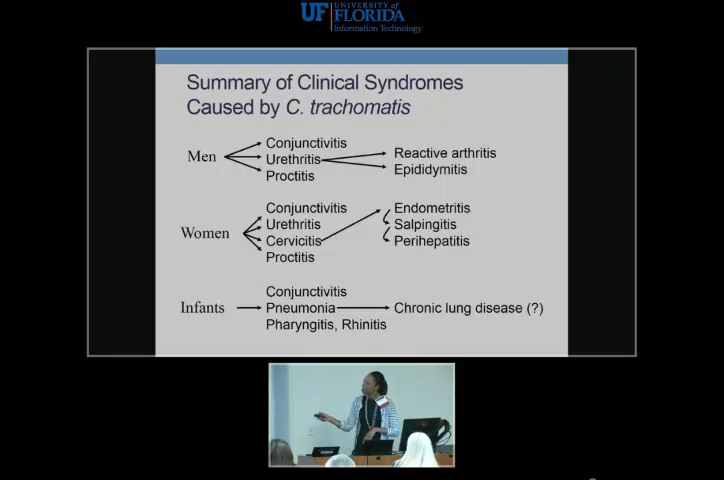 UF
UNIVERSITY of
FLORIDA
Information Technology
Summary of Clinical Syndromes
Caused by C. trachomatis
Men
Conjunctivitis
Urethritis
Proctitis
Reactive arthritis
Epididymitis
Women
Conjunctivitis
Urethritis
Cervicitis
Proctitis
Endometritis
Salpingitis
Perihepatitis
Infants
Conjunctivitis
Pneumonia
Pharyngitis, Rhinitis
Chronic lung disease (?)